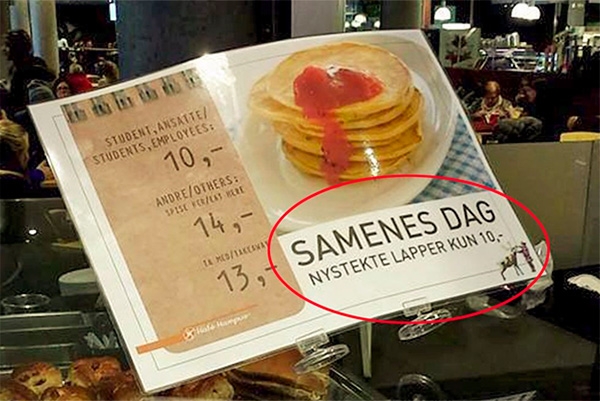 STUDENT, ANSATTE/
STUDENTS, EMPLOYEES:
10,-
ANDRE/OTHERS:
SPISE HER/EAT HERE
14,-
TA MED/TAKEAWAY
13,-
SAMENES DAG
NYSTEKTE LAPPER KUN 10,-